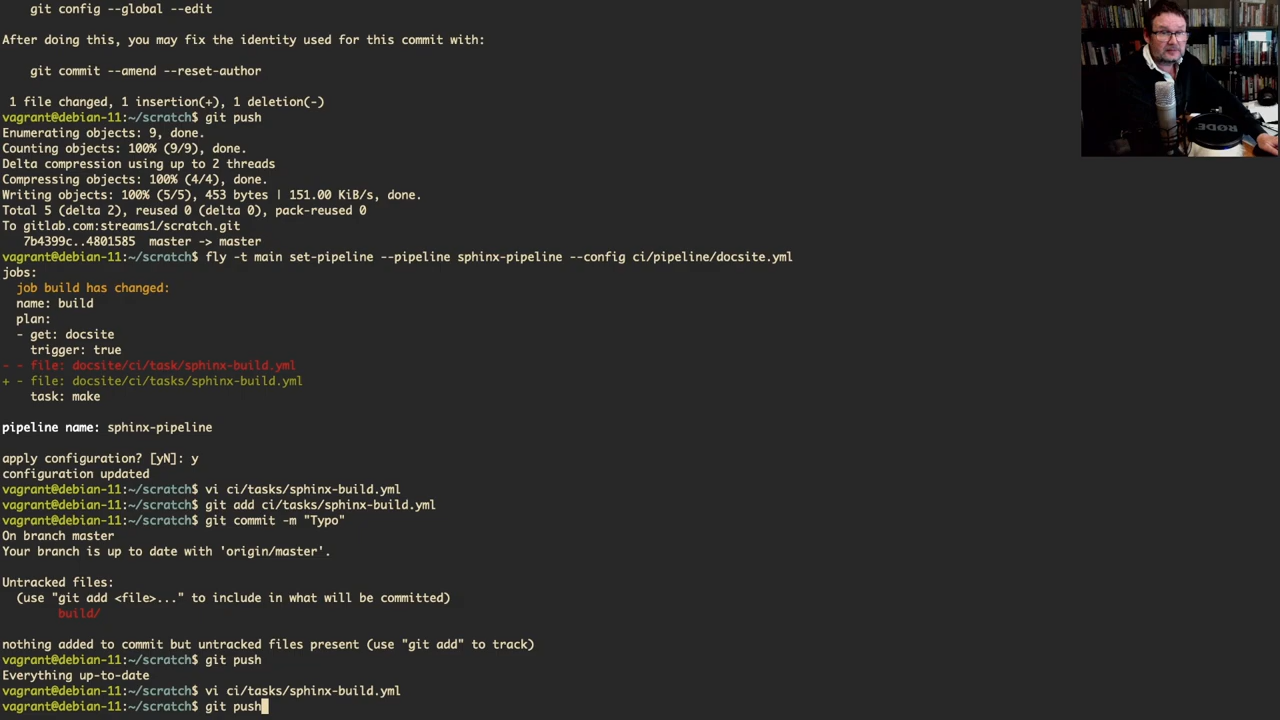 git config --global --edit
After doing this, you may fix the identity used for this commit with:
git commit --amend --reset-author
1 file changed, 1 insertion(+), 1 deletion(-)
vagrant@debian-11:~/scratch$ git push
Enumerating objects: 9, done.
Counting objects: 100% (9/9), done.
Delta compression using up to 2 threads
Compressing objects: 100% (4/4), done.
Writing objects: 100% (5/5), 453 bytes | 151.00 KiB/s, done.
Total 5 (delta 2), reused 0 (delta 0), pack-reused 0
To gitlab.com:streams1/scratch.git
7b4399c..4801585  master -> master
vagrant@debian-11:~/scratch$ fly -t main set-pipeline --pipeline sphinx-pipeline --config ci/pipeline/docsite.yml
jobs:
job build has changed:
name: build
plan:
- get: docsite
trigger: true
- - file: docsite/ci/task/sphinx-build.yml
+ - file: docsite/ci/tasks/sphinx-build.yml
task: make
pipeline name: sphinx-pipeline
apply configuration? [yN]: y
configuration updated
vagrant@debian-11:~/scratch$ vi ci/tasks/sphinx-build.yml
vagrant@debian-11:~/scratch$ git add ci/tasks/sphinx-build.yml
vagrant@debian-11:~/scratch$ git commit -m "Typo"
On branch master
Your branch is up to date with 'origin/master'.
Untracked files:
(use "git add <file>..." to include in what will be committed)
build/
nothing added to commit but untracked files present (use "git add" to track)
vagrant@debian-11:~/scratch$ git push
Everything up-to-date
vagrant@debian-11:~/scratch$ vi ci/tasks/sphinx-build.yml
vagrant@debian-11:~/scratch$ git push
RODE